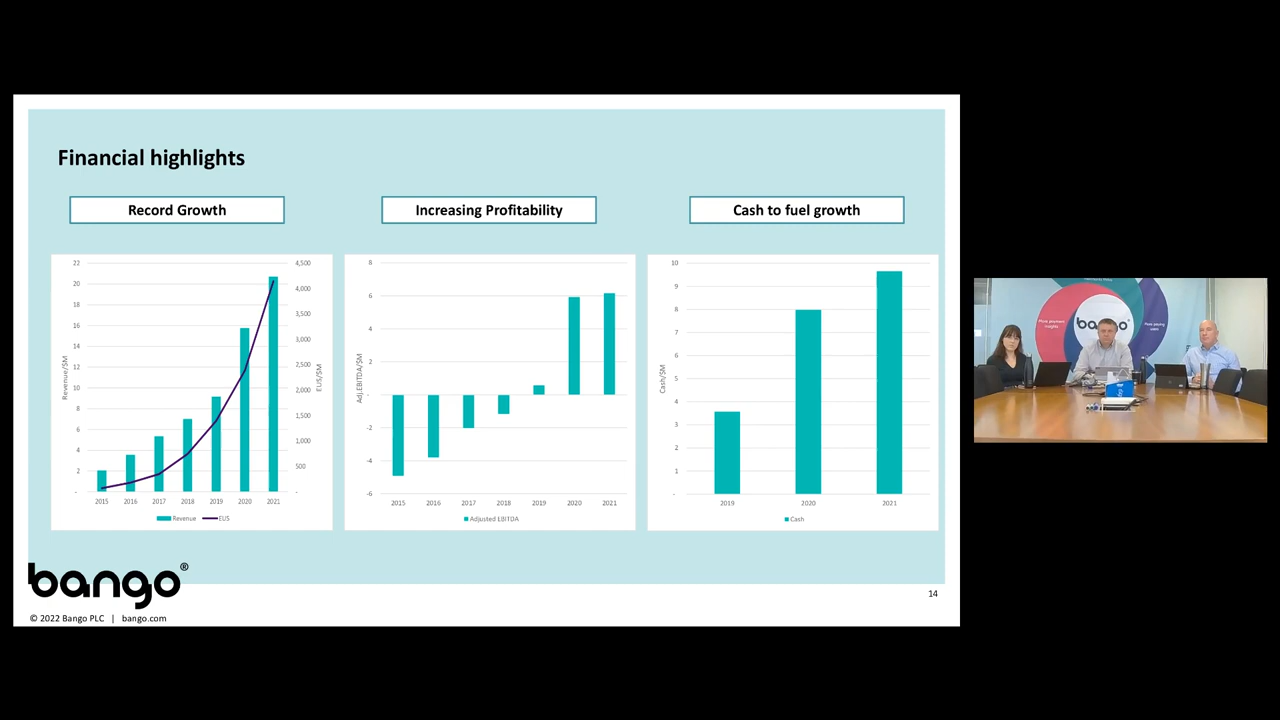 Financial highlights
Record Growth
Increasing Profitability
Cash to fuel growth
22
20
18
16
14
12
10
8
6
4
2
-
Revenue/$M
4,500
4,000
3,500
3,000
2,500
2,000
1,500
1,000
500
-
EUS/$M
2015 2016 2017 2018 2019 2020 2021
Revenue EUS
8
6
4
2
-
-2
-4
-6
Adj.EBITDA/$M
2015 2016 2017 2018 2019 2020 2021
Adjusted EBITDA
10
9
8
7
6
5
4
3
2
1
-
Cash/$M
2019 2020 2021
Cash
bango®
© 2022 Bango PLC | bango.com
14
bango®